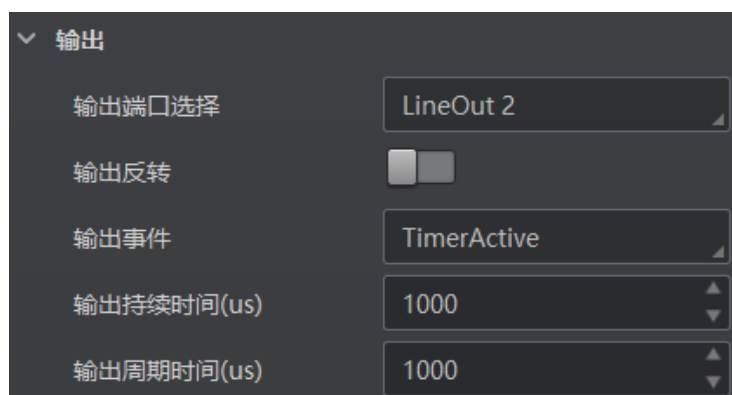 输出
输出端口选择 LineOut 2
输出反转
输出事件 TimerActive
输出持续时间(us) 1000
输出周期时间(us) 1000